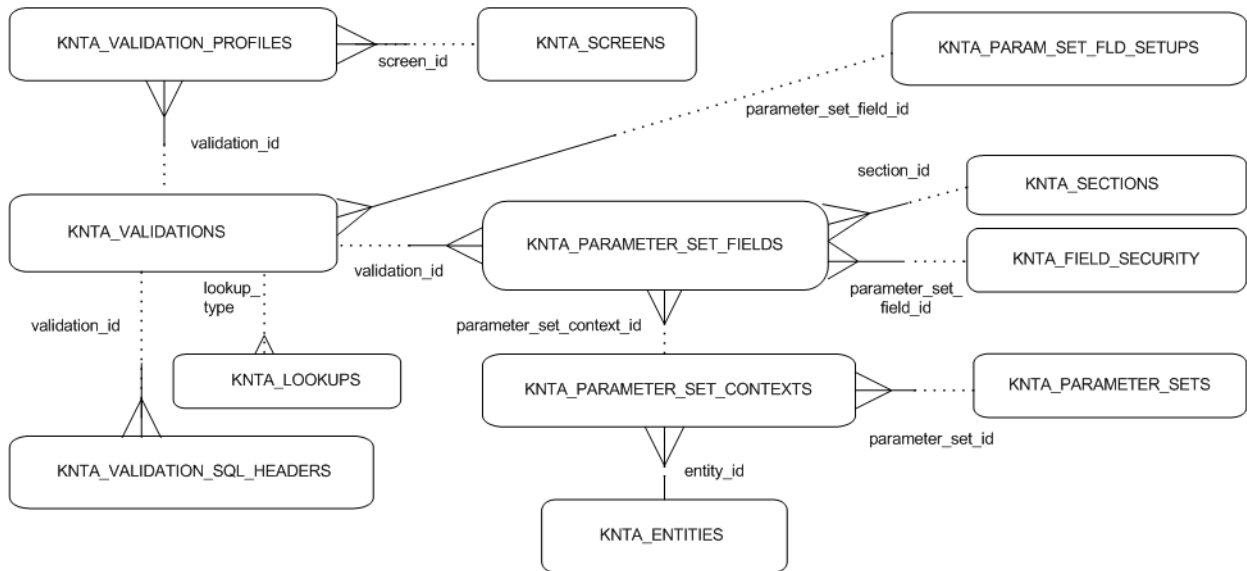 KNTA_VALIDATION_PROFILES
KNTA_SCREENS
KNTA_PARAM_SET_FLD_SETUPS
screen_id
parameter_set_field_id
validation_id
section_id
KNTA_SECTIONS
KNTA_VALIDATIONS
KNTA_PARAMETER_SET_FIELDS
KNTA_FIELD_SECURITY
validation_id
lookup_
type
parameter_set_
field_id
validation_id
parameter_set_context_id
KNTA_LOOKUPS
KNTA_PARAMETER_SET_CONTEXTS
KNTA_PARAMETER_SETS
parameter_set_id
KNTA_VALIDATION_SQL_HEADERS
entity_id
KNTA_ENTITIES